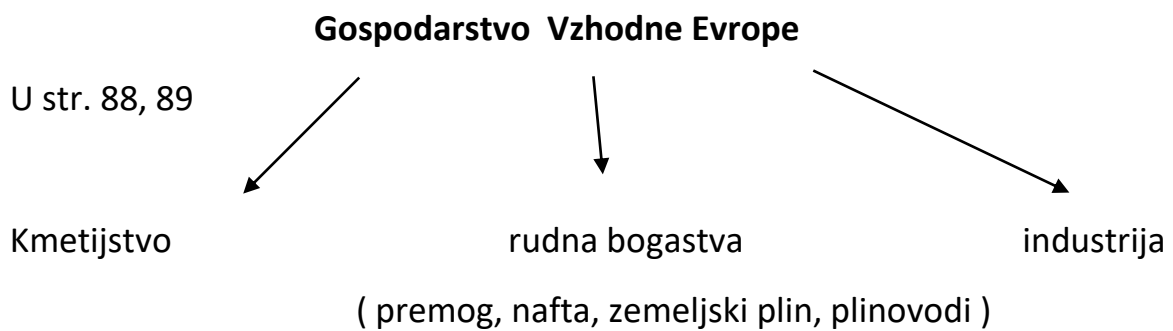 Gospodarstvo Vzhodne Evrope
U str. 88, 89
Kmetijstvo rudna bogastva industrija
( premog, nafta, zemeljski plin, plinovodi )